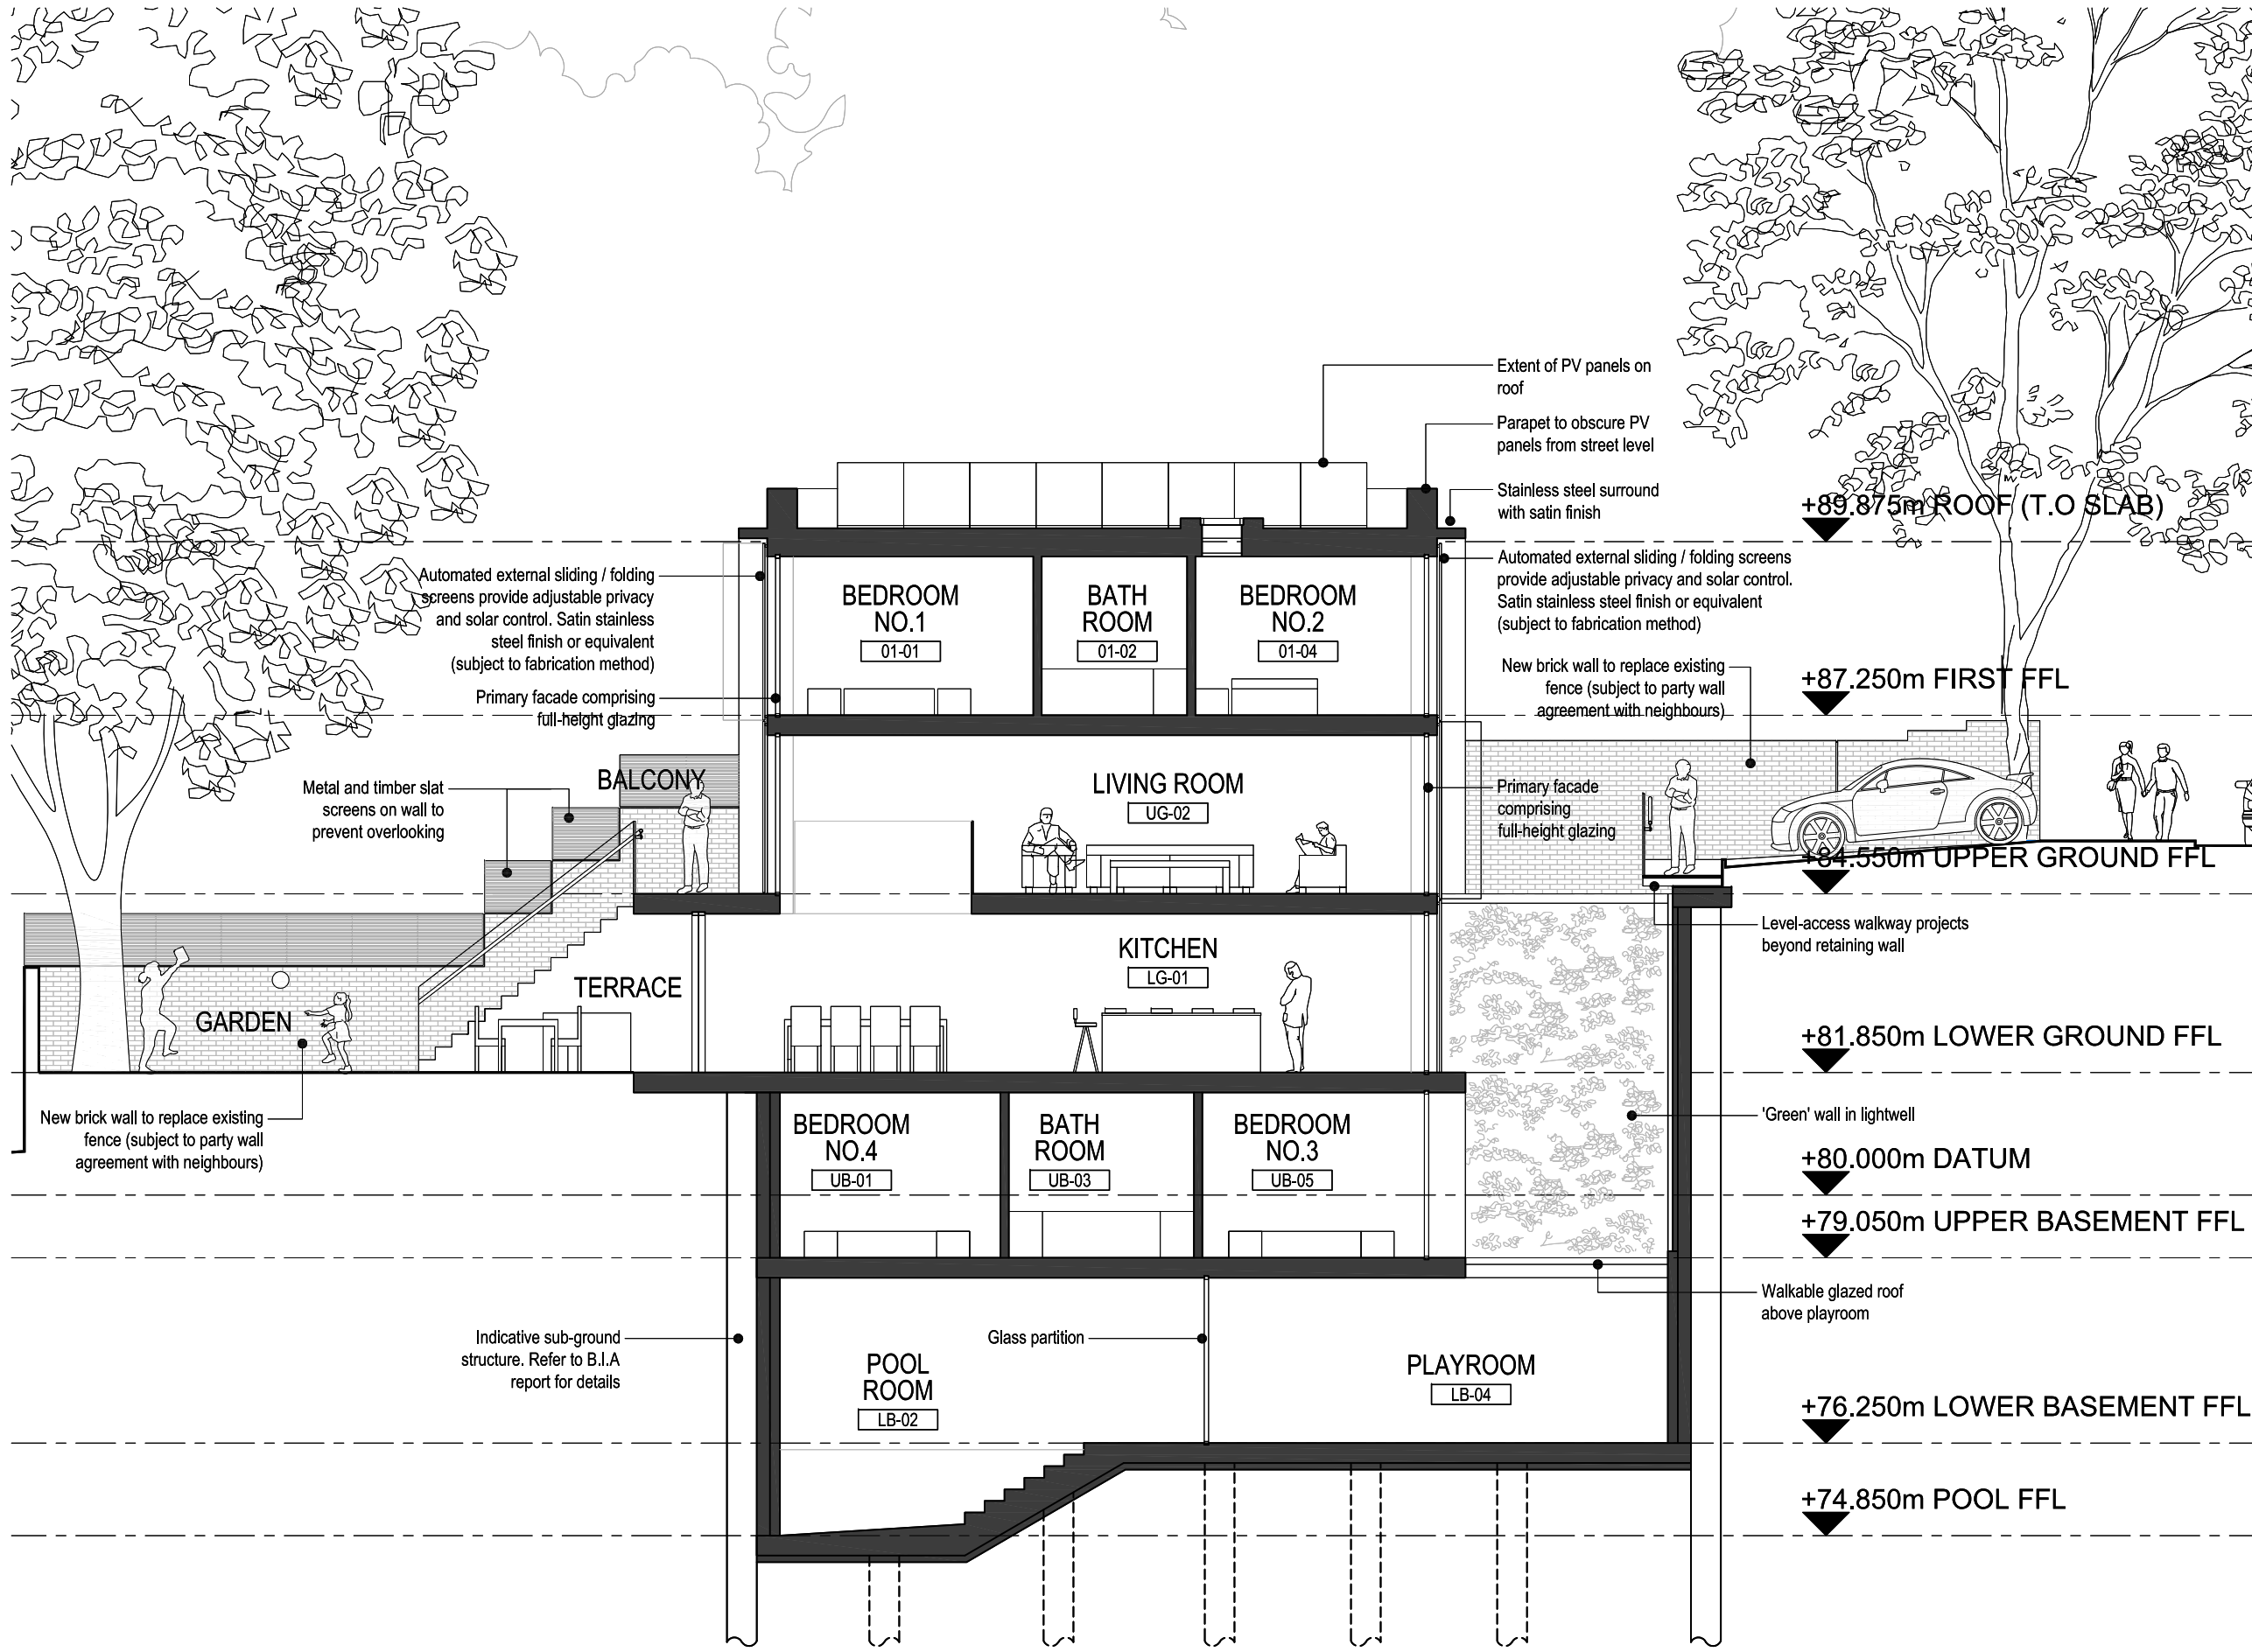 Extent of PV panels on
roof
Parapet to obscure PV
panels from street level
Stainless steel surround
with satin finish
+89.875m ROOF (T.O SLAB)
Automated external sliding / folding
screens provide adjustable privacy
and solar control. Satin stainless
steel finish or equivalent
(subject to fabrication method)
Primary facade comprising
full-height glazing
BEDROOM
NO.1
01-01
BATH
ROOM
01-02
BEDROOM
NO.2
01-04
Automated external sliding / folding screens
provide adjustable privacy and solar control.
Satin stainless steel finish or equivalent
(subject to fabrication method)
New brick wall to replace existing
fence (subject to party wall
agreement with neighbours)
+87.250m FIRST FFL
Metal and timber slat
screens on wall to
prevent overlooking
BALCONY
LIVING ROOM
UG-02
Primary facade
comprising
full-height glazing
+84.550m UPPER GROUND FFL
Level-access walkway projects
beyond retaining wall
GARDEN
TERRACE
KITCHEN
LG-01
+81.850m LOWER GROUND FFL
New brick wall to replace existing
fence (subject to party wall
agreement with neighbours)
BEDROOM
NO.4
UB-01
BATH
ROOM
UB-03
BEDROOM
NO.3
UB-05
'Green' wall in lightwell
+80.000m DATUM
+79.050m UPPER BASEMENT FFL
Walkable glazed roof
above playroom
Indicative sub-ground
structure. Refer to B.I.A
report for details
Glass partition
POOL
ROOM
LB-02
PLAYROOM
LB-04
+76.250m LOWER BASEMENT FFL
+74.850m POOL FFL